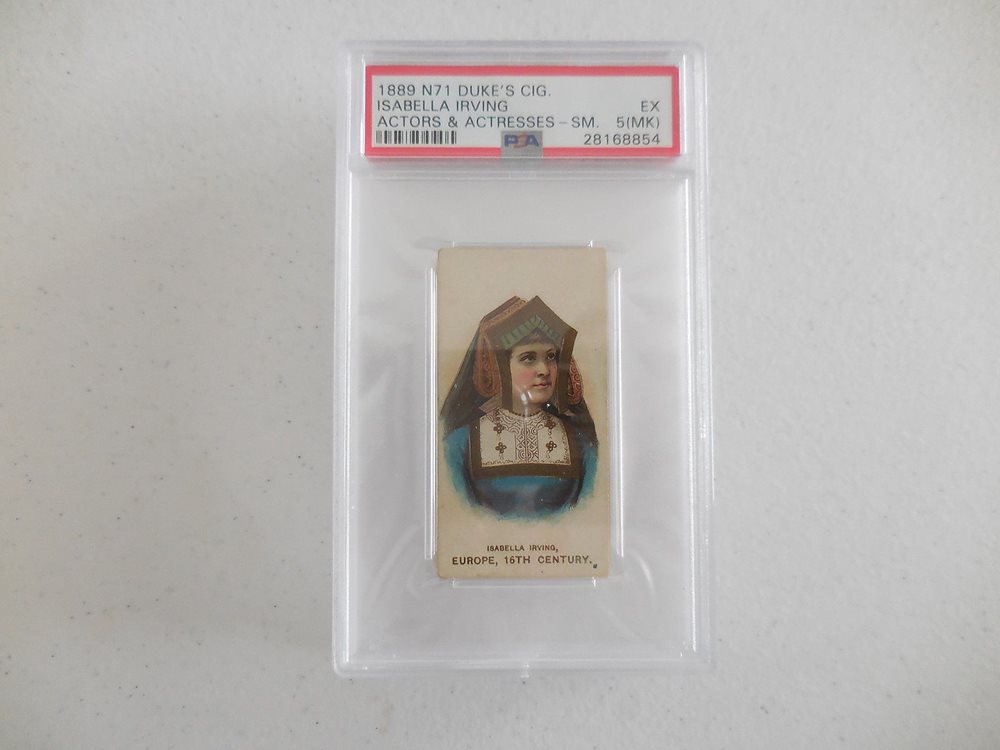 1889 N71 DUKE'S CIG.
ISABELLA IRVING EX
ACTORS & ACTRESSES - SM. 5(MK)
PSA 28168854
ISABELLA IRVING,
EUROPE, 16TH CENTURY.